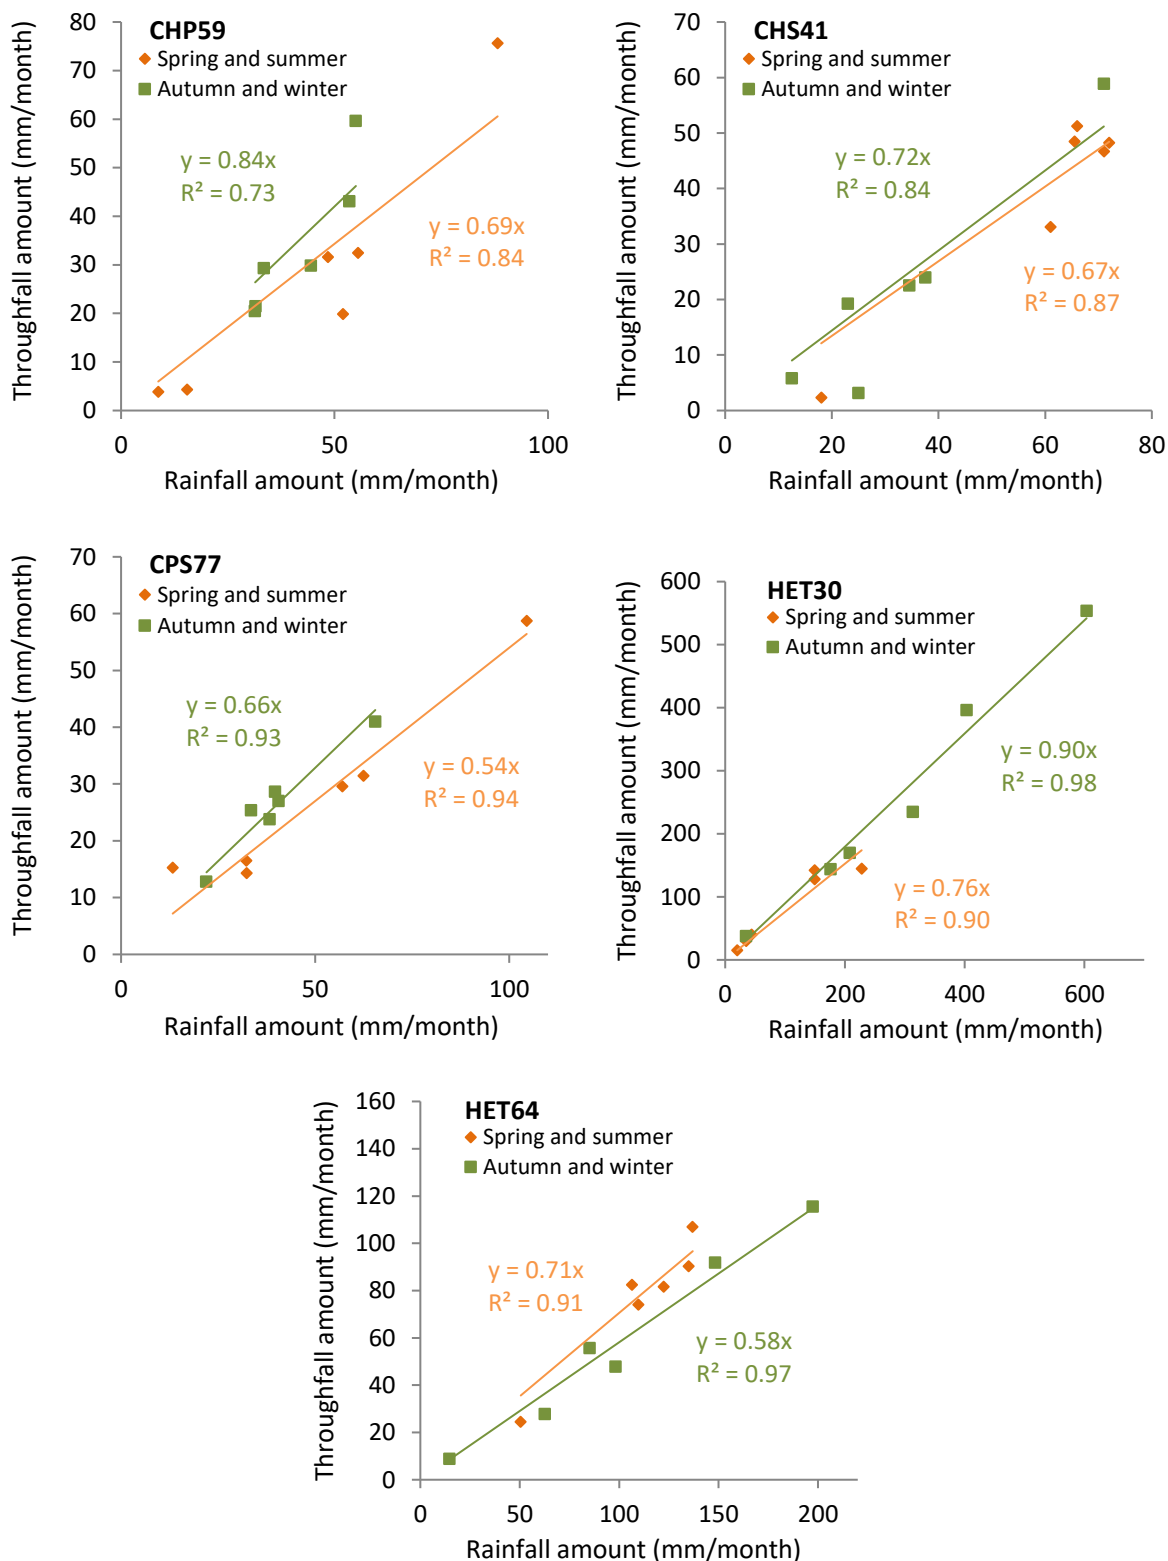 CHP59
Spring and summer
Autumn and winter
Throughfall amount (mm/month)
80
70
60
50
40
30
20
10
0
y = 0.84x
R² = 0.73
y = 0.69x
R² = 0.84
0 50 100
Rainfall amount (mm/month)
CHS41
Spring and summer
Autumn and winter
Throughfall amount (mm/month)
70
60
50
40
30
20
10
0
y = 0.72x
R² = 0.84
y = 0.67x
R² = 0.87
0 20 40 60 80
Rainfall amount (mm/month)
CPS77
Spring and summer
Autumn and winter
Throughfall amount (mm/month)
70
60
50
40
30
20
10
0
y = 0.66x
R² = 0.93
y = 0.54x
R² = 0.94
0 50 100
Rainfall amount (mm/month)
HET30
Spring and summer
Autumn and winter
Throughfall amount (mm/month)
600
500
400
300
200
100
0
y = 0.90x
R² = 0.98
y = 0.76x
R² = 0.90
0 200 400 600
Rainfall amount (mm/month)
HET64
Spring and summer
Autumn and winter
Throughfall amount (mm/month)
160
140
120
100
80
60
40
20
0
y = 0.71x
R² = 0.91
y = 0.58x
R² = 0.97
0 50 100 150 200
Rainfall amount (mm/month)